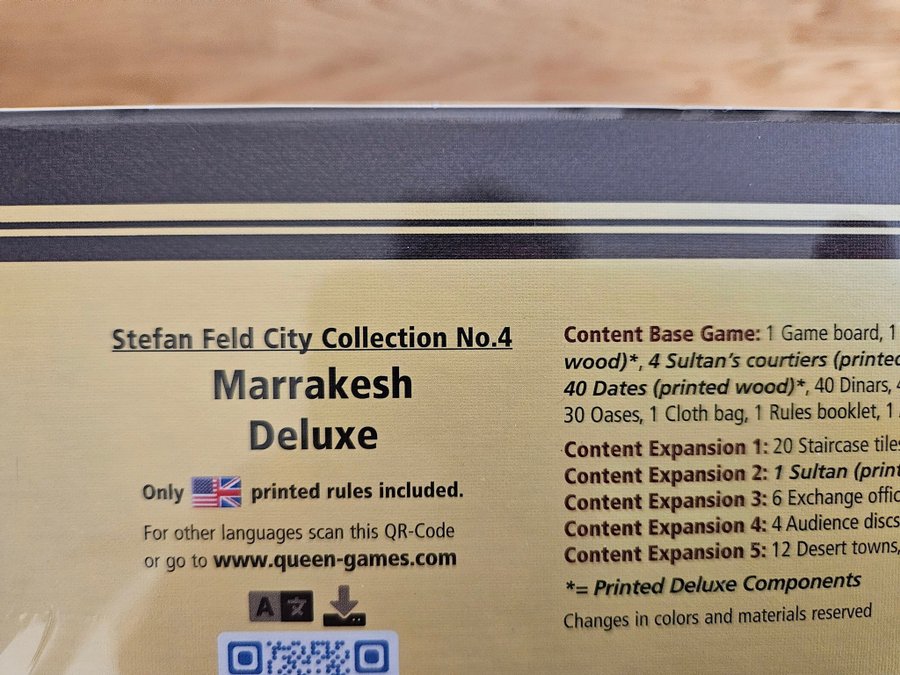 Stefan Feld City Collection No.4
Marrakesh
Deluxe
Only printed rules included.
For other languages scan this QR-Code
or go to www.queen-games.com
A 文
Content Base Game: 1 Game board, 1
wood)*, 4 Sultan's courtiers (printed
40 Dates (printed wood)*, 40 Dinars,
30 Oases, 1 Cloth bag, 1 Rules booklet, 1
Content Expansion 1: 20 Staircase tiles
Content Expansion 2: 1 Sultan (print
Content Expansion 3: 6 Exchange offic
Content Expansion 4: 4 Audience discs
Content Expansion 5: 12 Desert towns,
*= Printed Deluxe Components
Changes in colors and materials reserved